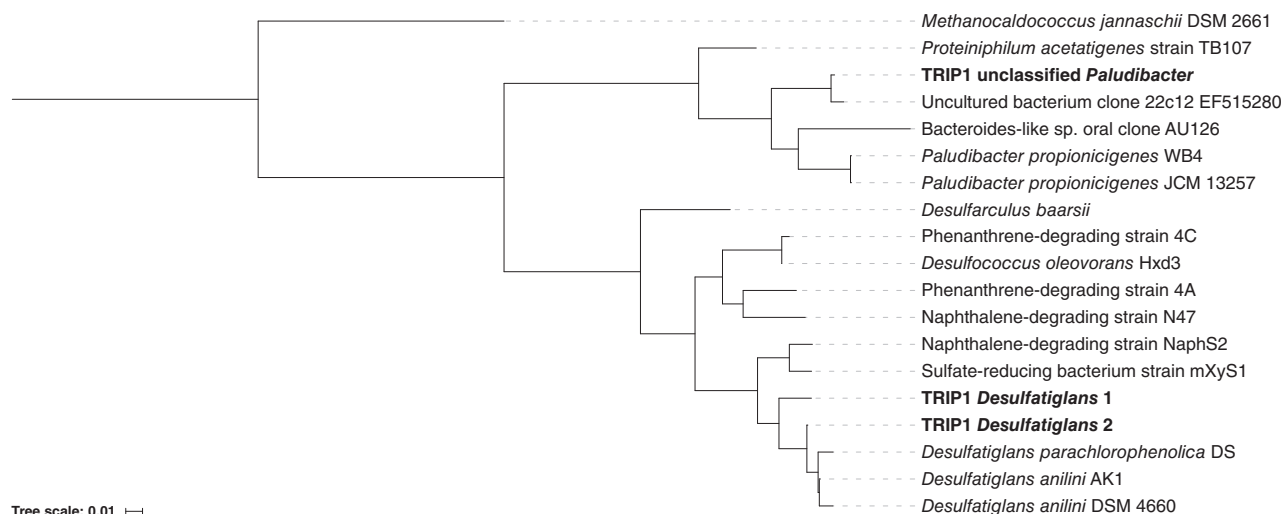 Methanocaldococcus jannaschii DSM 2661
Proteiniphilum acetatigenes strain TB107
TRIP1 unclassified Paludibacter
Uncultured bacterium clone 22c12 EF515280
Bacteroides-like sp. oral clone AU126
Paludibacter propionicigenes WB4
Paludibacter propionicigenes JCM 13257
Desulfarculus baarsii
Phenanthrene-degrading strain 4C
Desulfococcus oleovorans Hxd3
Phenanthrene-degrading strain 4A
Naphthalene-degrading strain N47
Naphthalene-degrading strain NaphS2
Sulfate-reducing bacterium strain mXyS1
TRIP1 Desulfatiglans 1
TRIP1 Desulfatiglans 2
Desulfatiglans parachlorophenolica DS
Desulfatiglans anilini AK1
Desulfatiglans anilini DSM 4660
Tree scale: 0.01